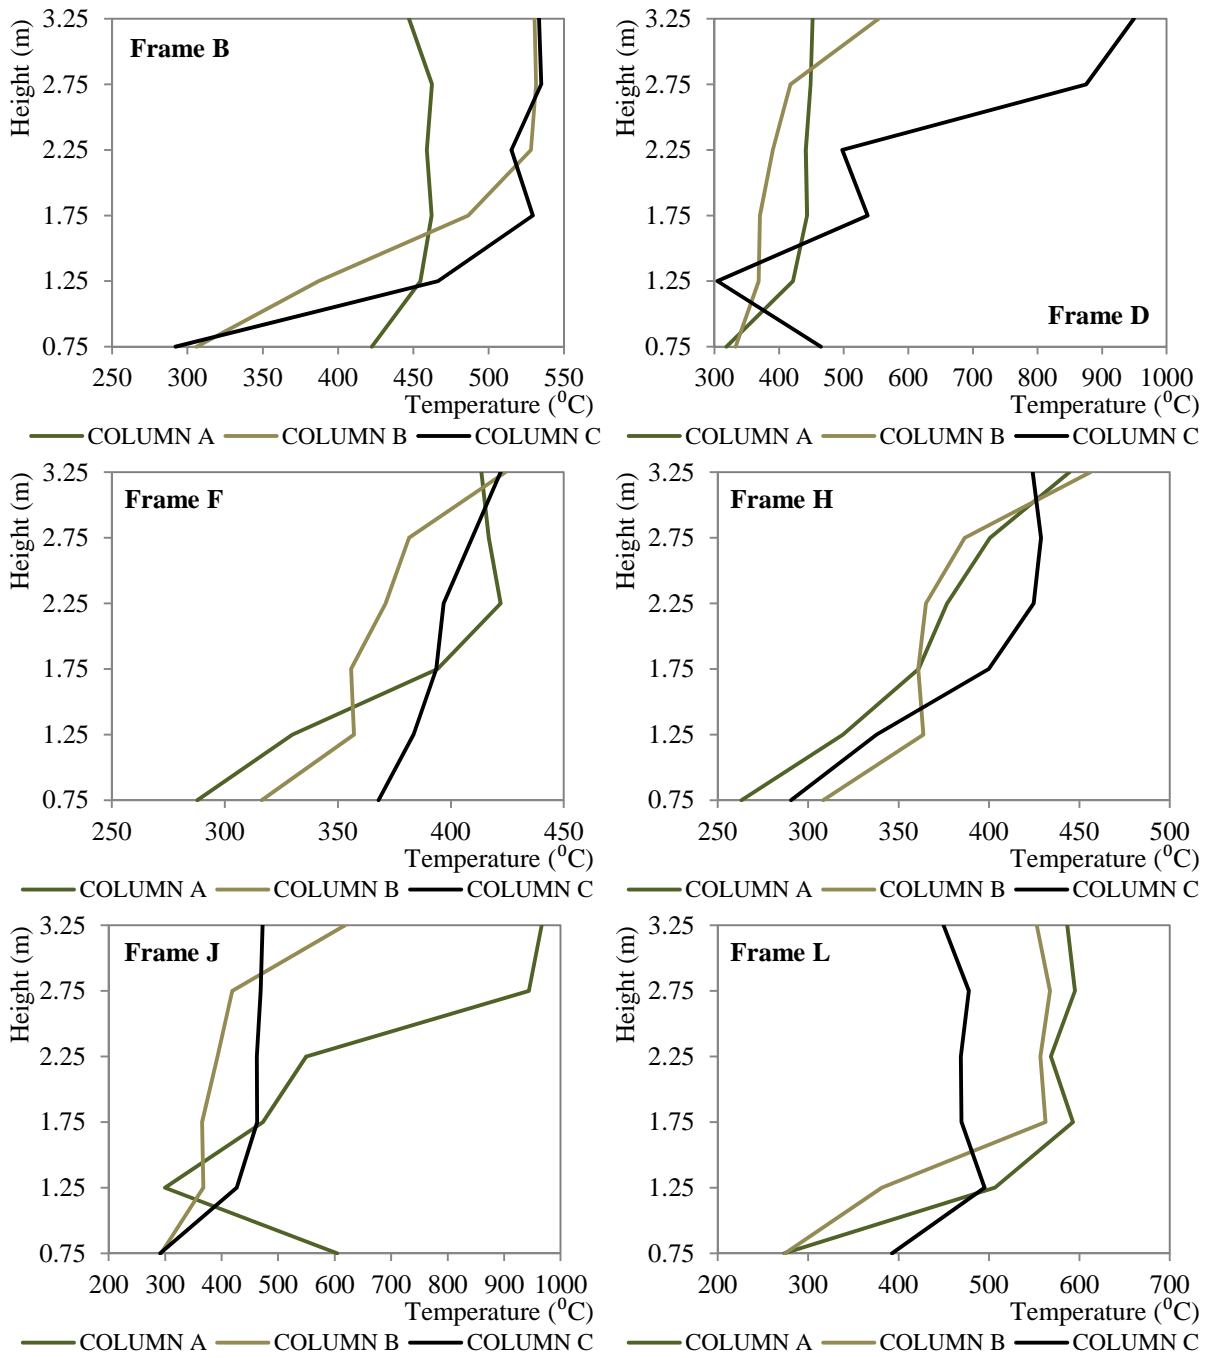 Height (m)
3.25
2.75
2.25
1.75
1.25
0.75
Frame B
250 300 350 400 450 500 550
Temperature (⁰C)
COLUMN A COLUMN B COLUMN C
Height (m)
3.25
2.75
2.25
1.75
1.25
0.75
Frame D
300 400 500 600 700 800 900 1000
Temperature (⁰C)
COLUMN A COLUMN B COLUMN C
Height (m)
3.25
2.75
2.25
1.75
1.25
0.75
Frame F
250 300 350 400 450
Temperature (⁰C)
COLUMN A COLUMN B COLUMN C
Height (m)
3.25
2.75
2.25
1.75
1.25
0.75
Frame H
250 300 350 400 450 500
Temperature (⁰C)
COLUMN A COLUMN B COLUMN C
Height (m)
3.25
2.75
2.25
1.75
1.25
0.75
Frame J
200 300 400 500 600 700 800 900 1000
Temperature (⁰C)
COLUMN A COLUMN B COLUMN C
Height (m)
3.25
2.75
2.25
1.75
1.25
0.75
Frame L
200 300 400 500 600 700
Temperature (⁰C)
COLUMN A COLUMN B COLUMN C